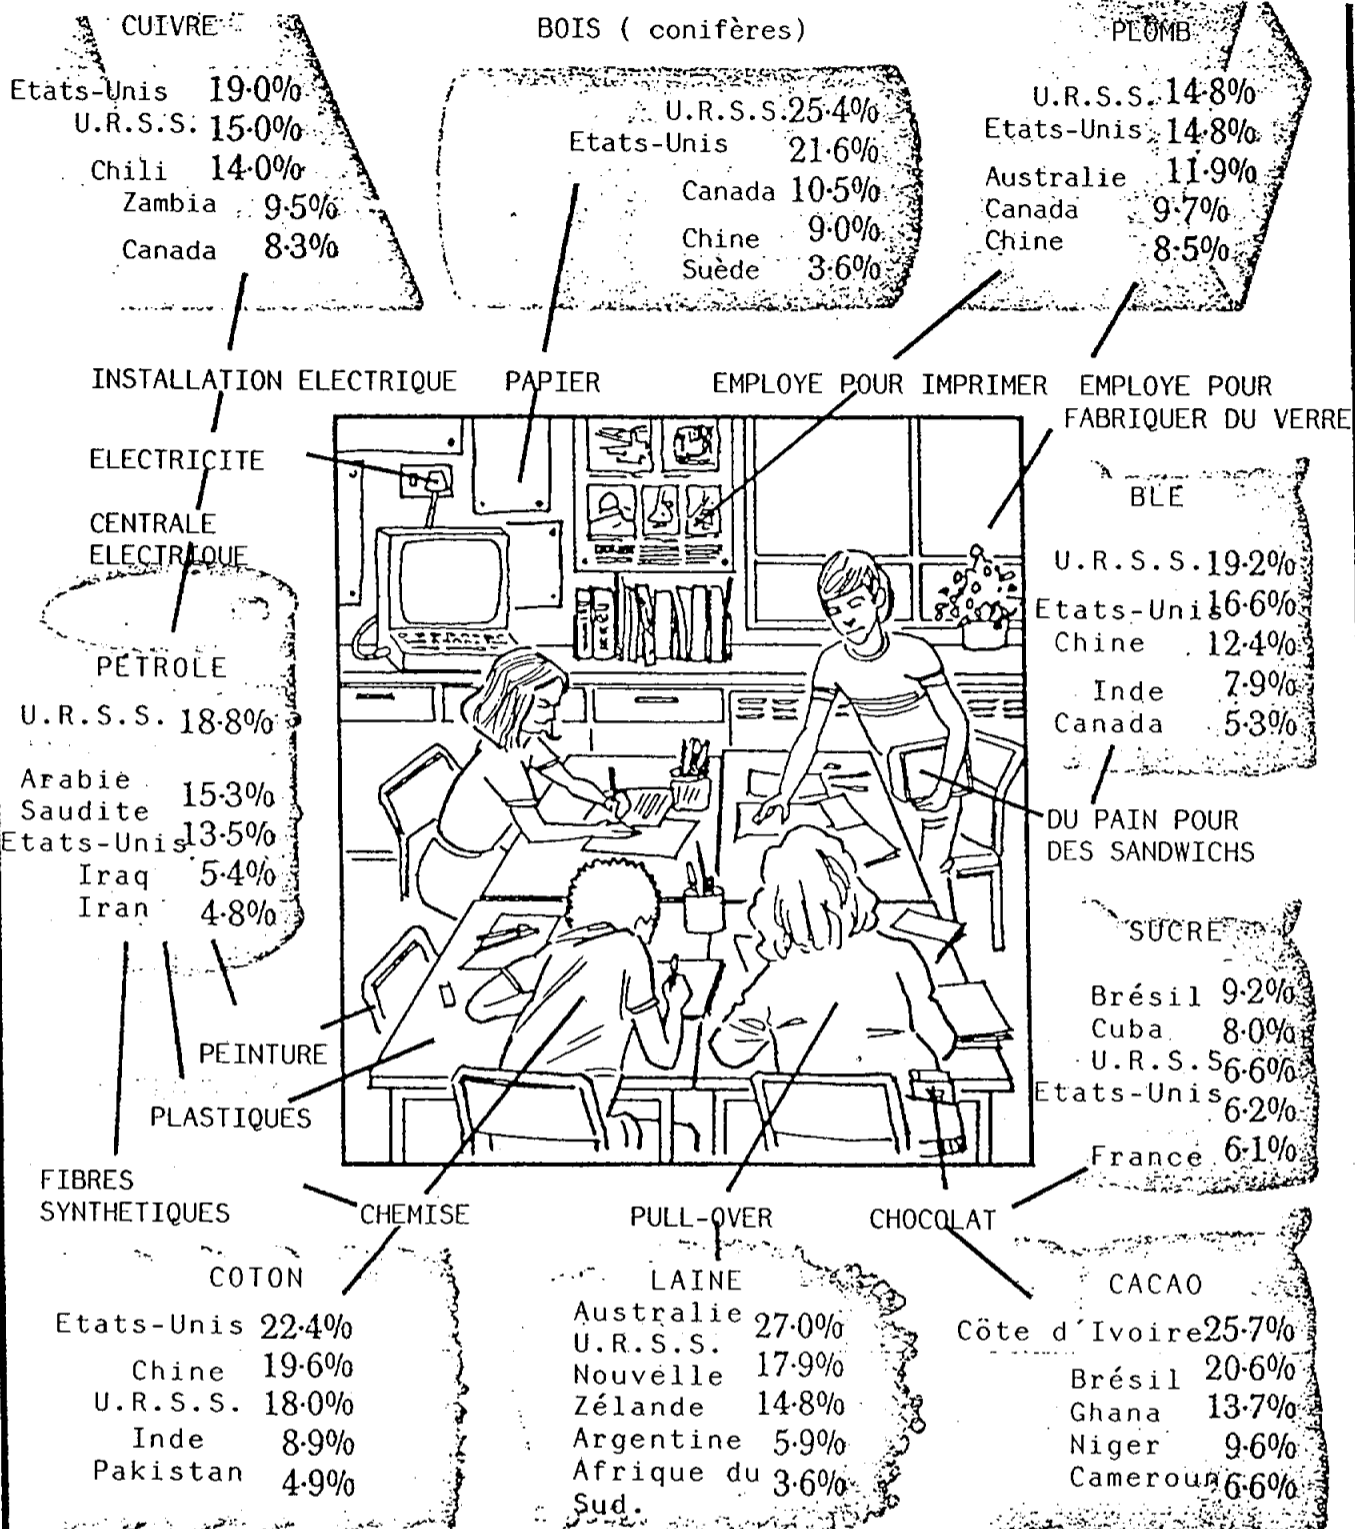 CUIVRE
Etats-Unis 19·0%
U.R.S.S. 15·0%
Chili 14·0%
Zambia 9·5%
Canada 8·3%
BOIS ( conifères)
U.R.S.S. 25·4%
Etats-Unis 21·6%
Canada 10·5%
Chine 9·0%
Suède 3·6%
PLOMB
U.R.S.S. 14·8%
Etats-Unis 14·8%
Australie 11·9%
Canada 9·7%
Chine 8·5%
INSTALLATION ELECTRIQUE
PAPIER
EMPLOYE POUR IMPRIMER
EMPLOYE POUR
FABRIQUER DU VERRE
ELECTRICITE
CENTRALE
ELECTRIQUE
PETROLE
U.R.S.S. 18·8%
Arabie
Saudite 15·3%
Etats-Unis 13·5%
Iraq 5·4%
Iran 4·8%
BLE
U.R.S.S. 19·2%
Etats-Unis 16·6%
Chine 12·4%
Inde 7·9%
Canada 5·3%
DU PAIN POUR
DES SANDWICHS
SUCRE
Brésil 9·2%
Cuba 8·0%
U.R.S.S 6·6%
Etats-Unis 6·2%
France 6·1%
PEINTURE
PLASTIQUES
FIBRES
SYNTHETIQUES
CHEMISE
PULL-OVER
CHOCOLAT
COTON
Etats-Unis 22·4%
Chine 19·6%
U.R.S.S. 18·0%
Inde 8·9%
Pakistan 4·9%
LAINE
Australie 27·0%
U.R.S.S. 17·9%
Nouvelle
Zélande 14·8%
Argentine 5·9%
Afrique du 3·6%
Sud.
CACAO
Côte d'Ivoire 25·7%
Brésil 20·6%
Ghana 13·7%
Niger 9·6%
Cameroun 6·6%